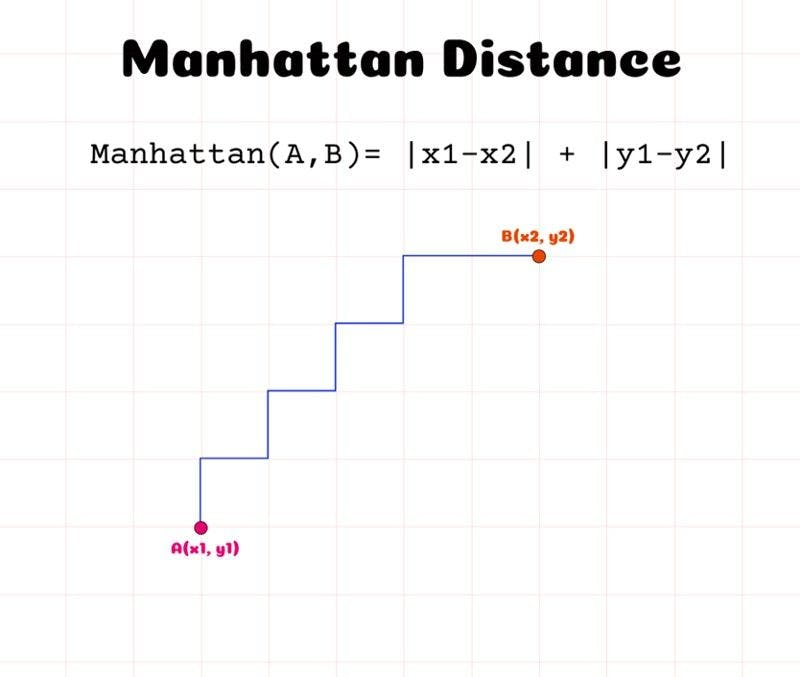 Manhattan Distance
Manhattan(A,B)= |x1-x2| + |y1-y2|
B(x2, y2)
A(x1, y1)